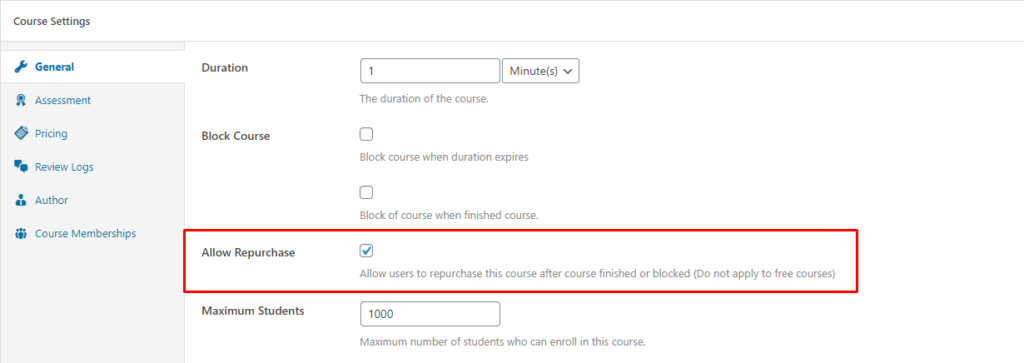 Course Settings
General
Assessment
Pricing
Review Logs
Author
Course Memberships
Duration
1 Minute(s)
The duration of the course.
Block Course
Block course when duration expires
Block of course when finished course.
Allow Repurchase
Allow users to repurchase this course after course finished or blocked (Do not apply to free courses)
Maximum Students
1000
Maximum number of students who can enroll in this course.